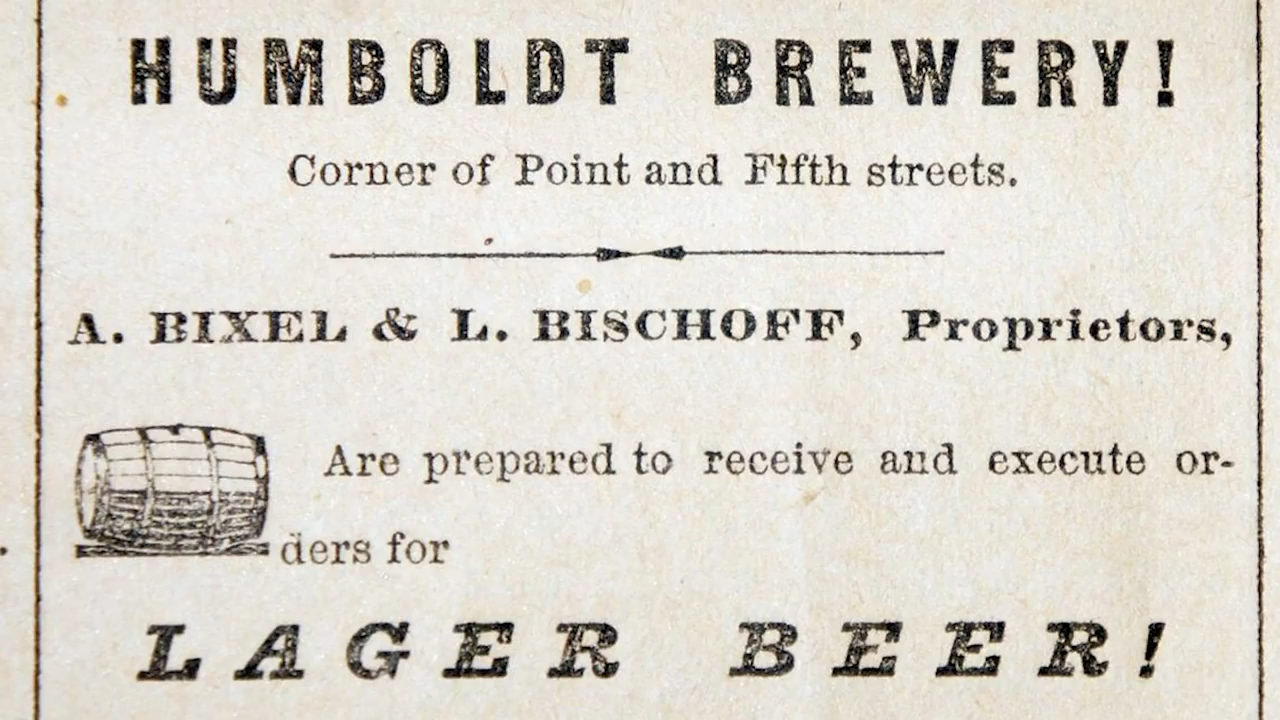 HUMBOLDT BREWERY!
Corner of Point and Fifth streets.
A. BIXEL & L. BISCHOFF, Proprietors,
Are prepared to receive and execute or-
ders for
LAGER BEER!